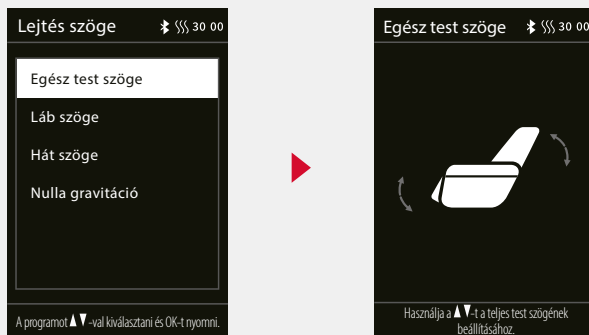 Lejtés szöge 30 00
Egész test szöge
Láb szöge
Hát szöge
Nulla gravitáció
A programot ▲▼-val kiválasztani és OK-t nyomni.
Egész test szöge 30 00
Használja a ▲▼-t a teljes test szögének
beállításához.